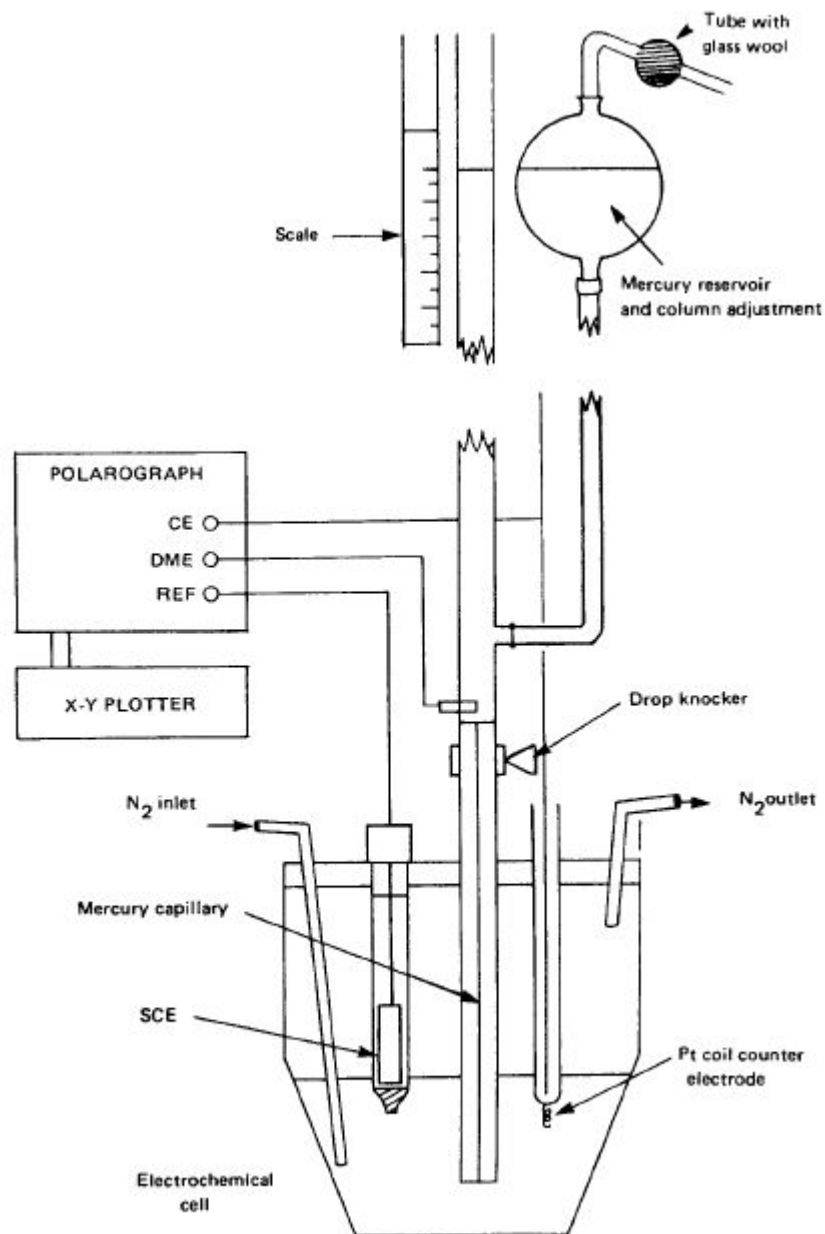 Tube with
glass wool
Scale
Mercury reservoir
and column adjustment
POLAROGRAPH
CE
DME
REF
X-Y PLOTTER
Drop knocker
N2 inlet
N2 outlet
Mercury capillary
SCE
Pt coil counter
electrode
Electrochemical
cell